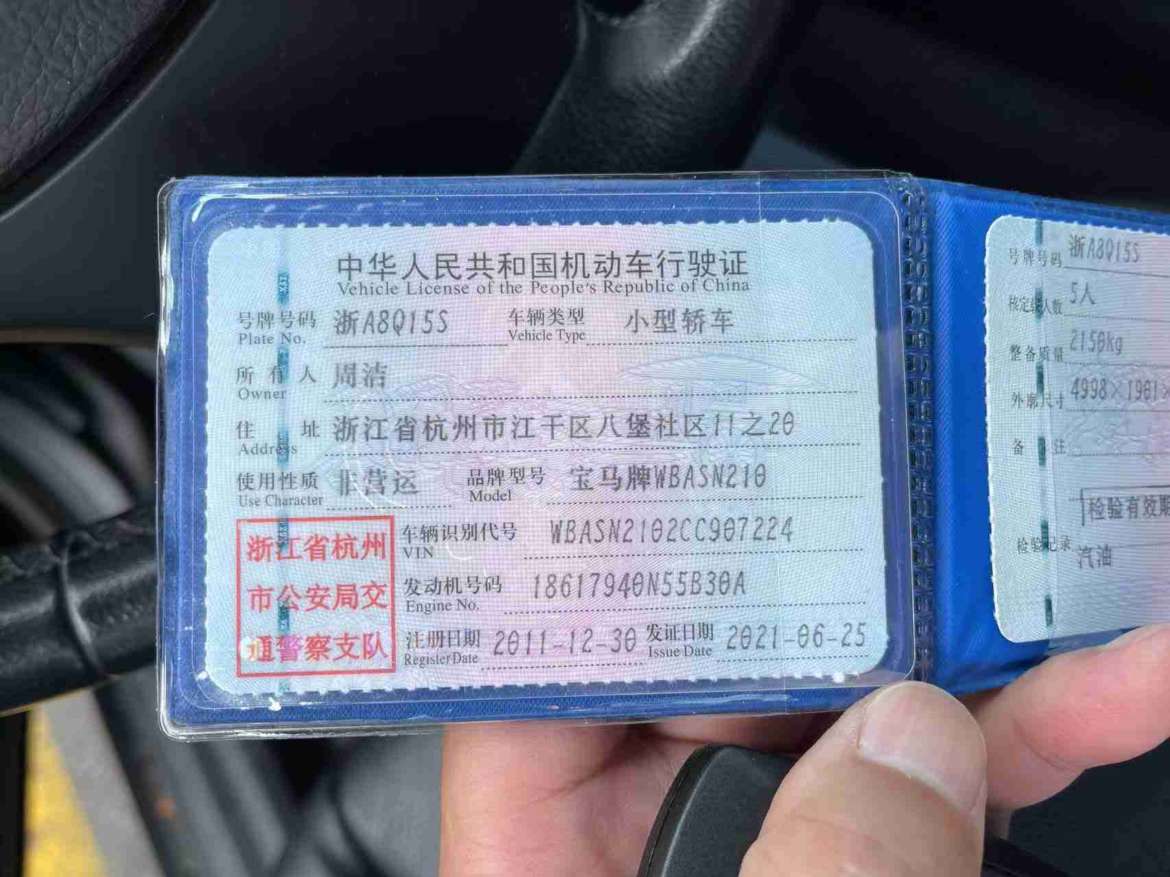 中华人民共和国机动车行驶证
Vehicle License of the People's Republic of China
号牌号码 浙A8Q15S 车辆类型 小型轿车
Plate No. Vehicle Type
所有人 周洁
Owner
住址 浙江省杭州市江干区八堡社区11之20
Address
使用性质 非营运 品牌型号 宝马牌WBASN210
Use Character Model
浙江省杭州
市公安局交
通警察支队
车辆识别代号 WBASN2102CC907224
VIN
发动机号码 18617940N55B30A
Engine No.
注册日期 2011-12-30 发证日期 2021-06-25
Register Date Issue Date
号牌号码 浙A8Q15S
核定载人数 5人
整备质量 2150kg
外廓尺寸 4998×1901×
备注
检验有效期
检验记录
汽油